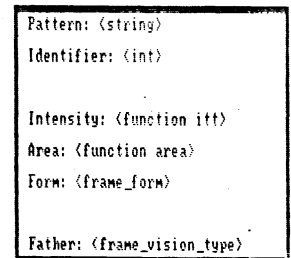 Pattern: <string>
Identifier: <int>
Intensity: <function itt>
Area: <function area>
Form: <frame_form>
Father: <frame_vision_type>